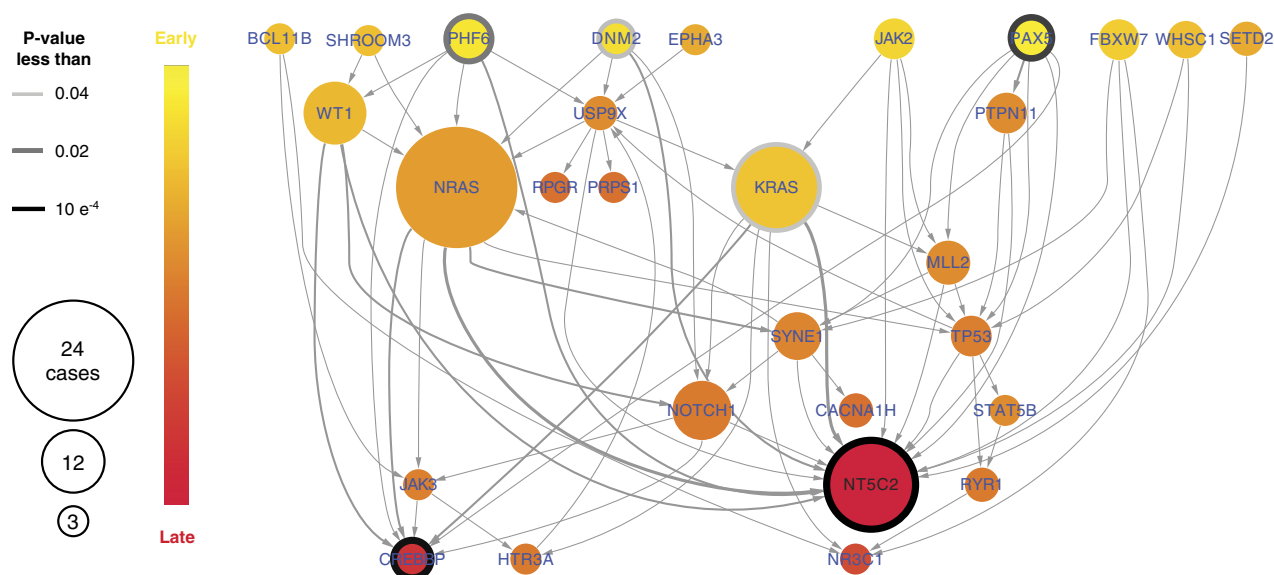 P-value
less than
0.04
0.02
10 e-4
24
cases
12
3
Early
Late
BCL11B
SHROOM3
PHF6
DNM2
EPHA3
JAK2
PAX5
FBXW7
WHSC1
SETD2
WT1
USP9X
PTPN11
NRAS
RPGR
PRPS1
KRAS
MLL2
SYNE1
TP53
NOTCH1
CACNA1H
STAT5B
JAK3
NT5C2
RYR1
CREBBP
HTR3A
NR3C1